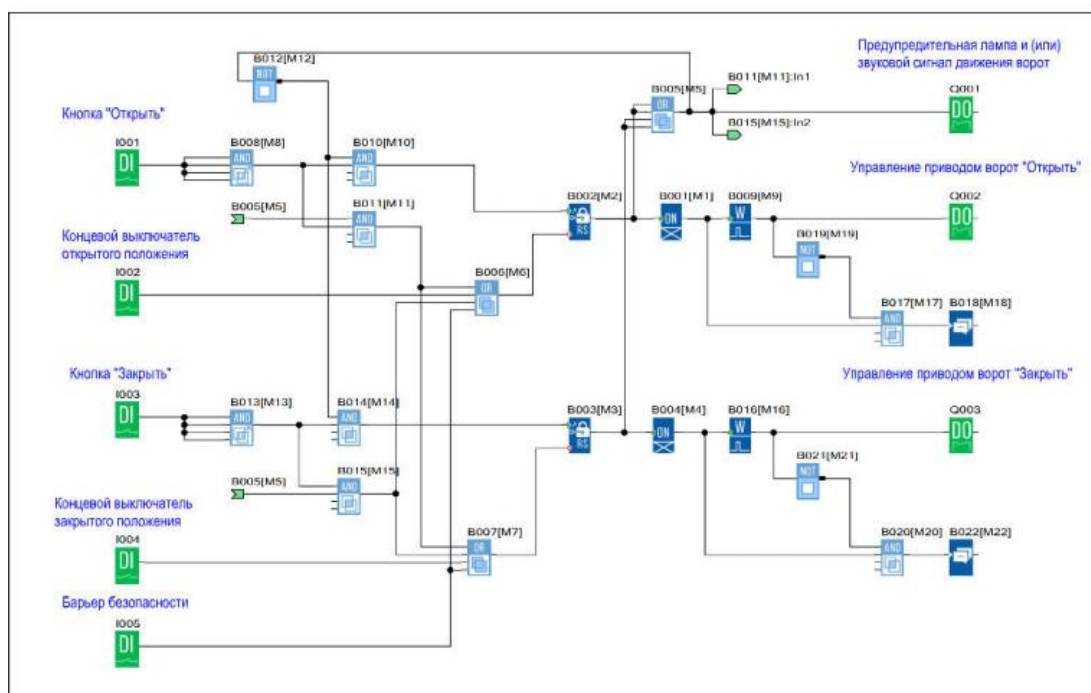 B012[M12]
NOT
Предупредительная лампа и (или)
звуковой сигнал движения ворот
B011[M11]:In1
B005[M5]
OR
Q001
DO
B015[M15]:In2
Кнопка "Открыть"
I001
DI
B008[M8]
AND
B010[M10]
AND
Управление приводом ворот "Открыть"
B005[M5]
B011[M11]
AND
B002[M2]
RS
B001[M1]
ON
B009[M9]
W
Q002
DO
Концевой выключатель
открытого положения
I002
DI
B006[M6]
OR
B019[M19]
NOT
B017[M17]
AND
B018[M18]
Кнопка "Закрыть"
I003
DI
B013[M13]
AND
B014[M14]
AND
Управление приводом ворот "Закрыть"
B003[M3]
RS
B004[M4]
ON
B016[M16]
W
Q003
DO
B005[M5]
B015[M15]
AND
B021[M21]
NOT
Концевой выключатель
закрытого положения
I004
DI
B007[M7]
OR
B020[M20]
AND
B022[M22]
Барьер безопасности
I005
DI